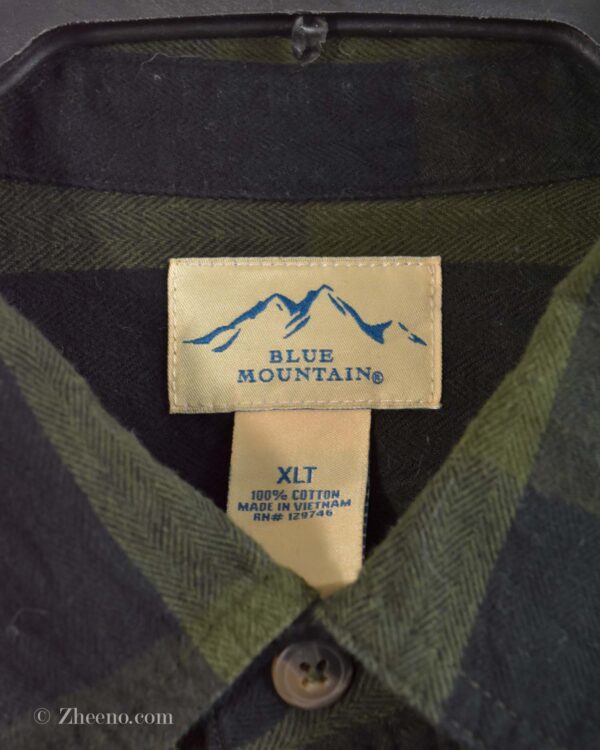 BLUE
MOUNTAIN®
XLT
100% COTTON
MADE IN VIETNAM
RN# 129746
© Zheeno.com